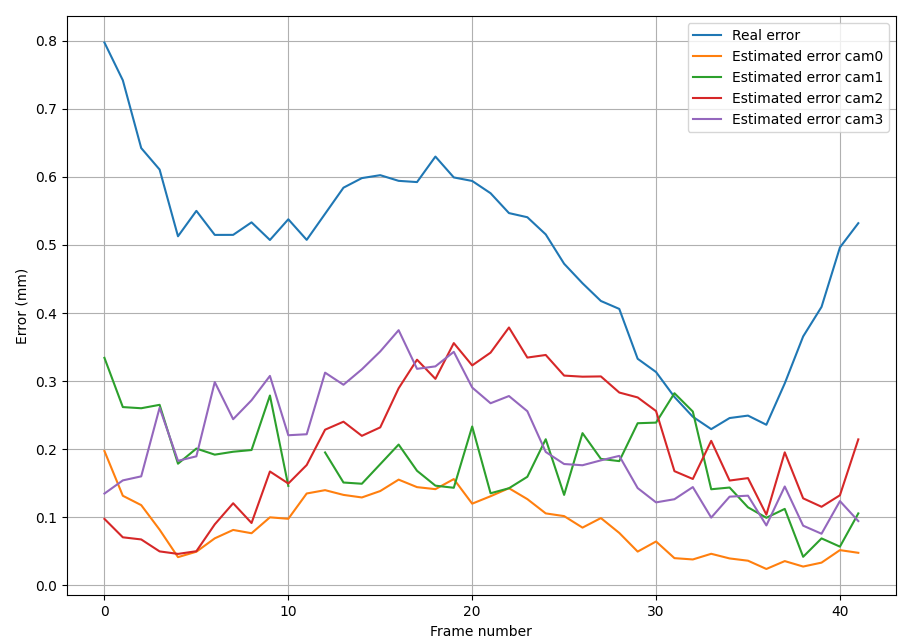 Real error
Estimated error cam0
Estimated error cam1
Estimated error cam2
Estimated error cam3
0.8
0.7
0.6
0.5
0.4
0.3
0.2
0.1
0.0
Error (mm)
0 10 20 30 40
Frame number